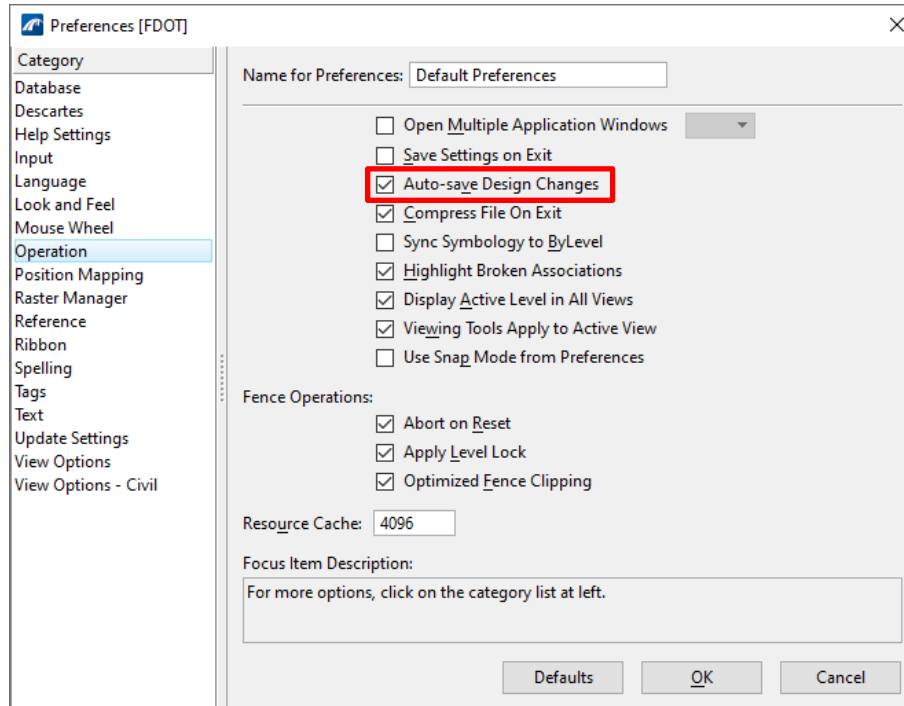 Preferences [FDOT]
Category
Database
Descartes
Help Settings
Input
Language
Look and Feel
Mouse Wheel
Operation
Position Mapping
Raster Manager
Reference
Ribbon
Spelling
Tags
Text
Update Settings
View Options
View Options - Civil
Name for Preferences: Default Preferences
Open Multiple Application Windows
Save Settings on Exit
Auto-save Design Changes
Compress File On Exit
Sync Symbology to ByLevel
Highlight Broken Associations
Display Active Level in All Views
Viewing Tools Apply to Active View
Use Snap Mode from Preferences
Fence Operations:
Abort on Reset
Apply Level Lock
Optimized Fence Clipping
Resource Cache: 4096
Focus Item Description:
For more options, click on the category list at left.
Defaults OK Cancel